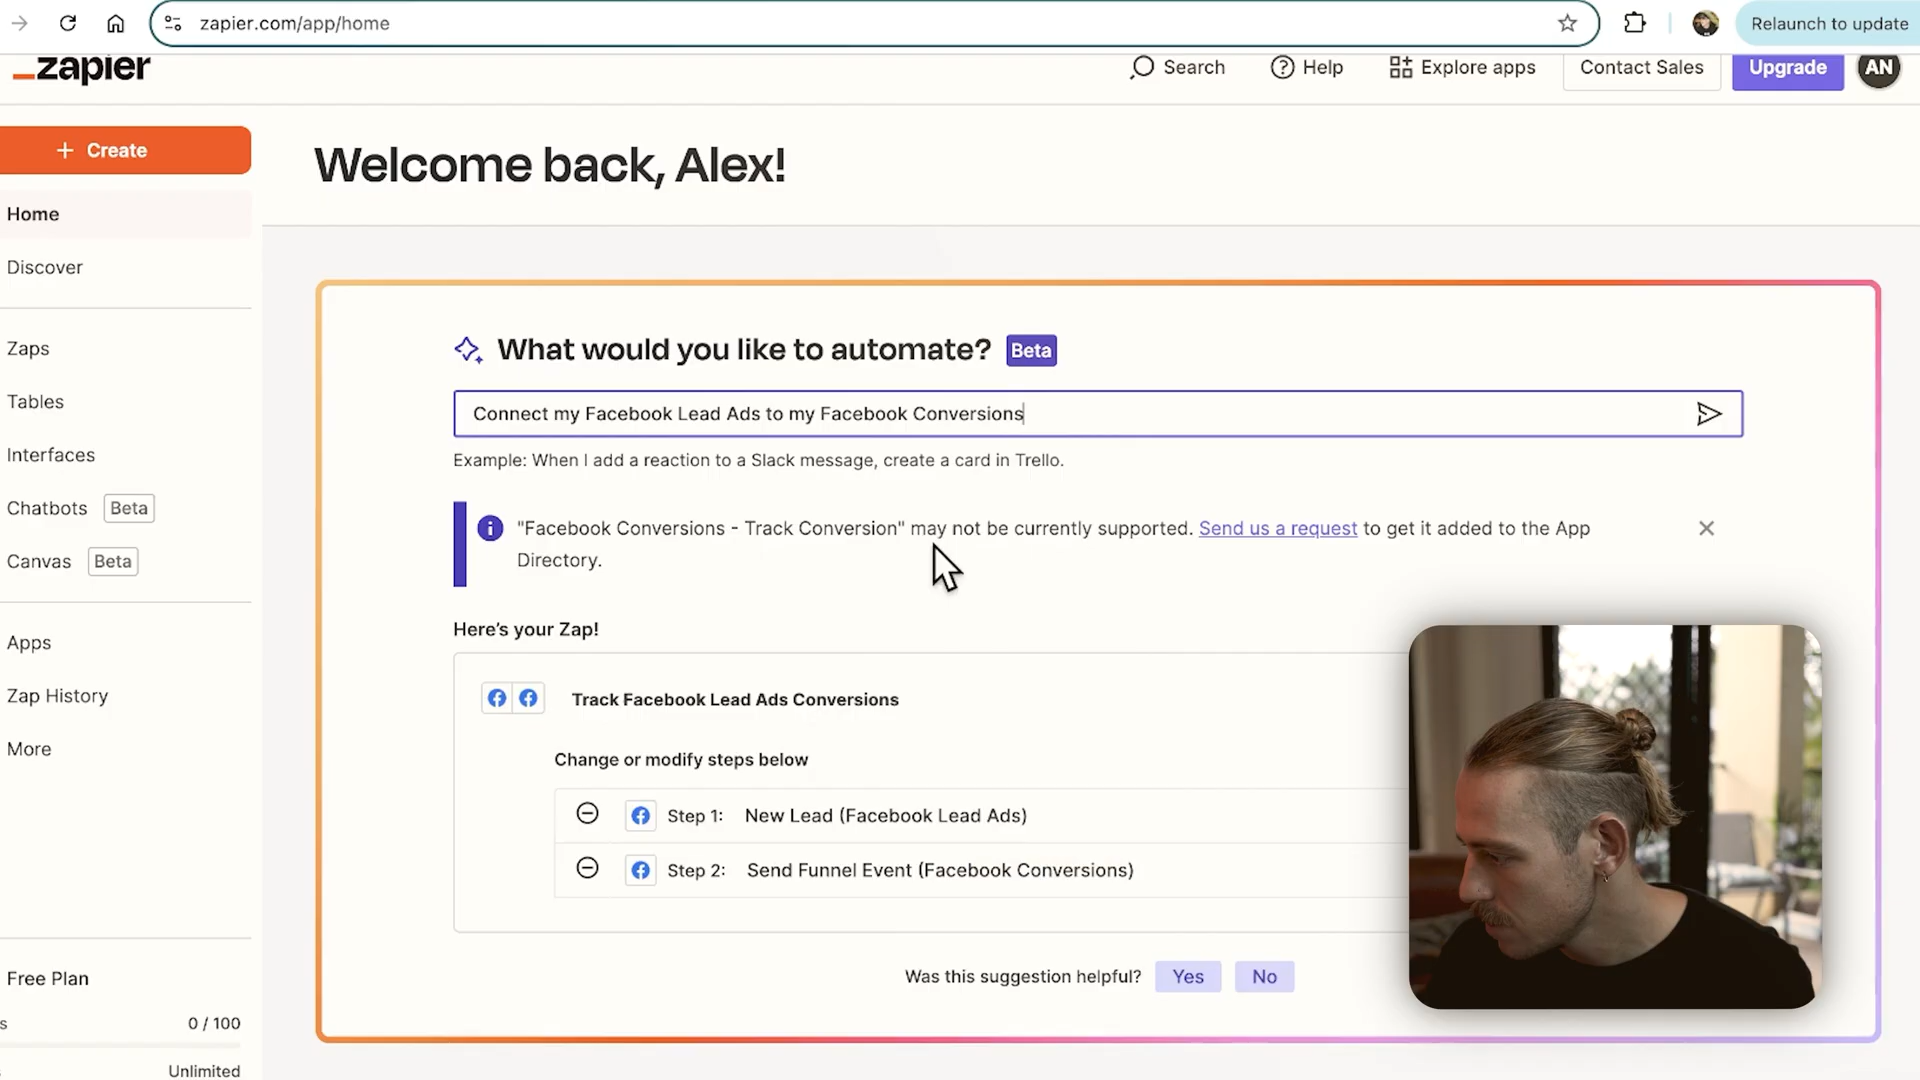 zapier.com/app/home
Relaunch to update
zapier
Search
Help
Explore apps
Contact Sales
Upgrade
AN
+ Create
Welcome back, Alex!
Home
Discover
Zaps
Tables
Interfaces
Chatbots Beta
Canvas Beta
Apps
Zap History
More
Free Plan
s 0 / 100
Unlimited
What would you like to automate? Beta
Connect my Facebook Lead Ads to my Facebook Conversions
Example: When I add a reaction to a Slack message, create a card in Trello.
"Facebook Conversions - Track Conversion" may not be currently supported. Send us a request to get it added to the App
Directory.
Here's your Zap!
Track Facebook Lead Ads Conversions
Change or modify steps below
Step 1: New Lead (Facebook Lead Ads)
Step 2: Send Funnel Event (Facebook Conversions)
Was this suggestion helpful? Yes No